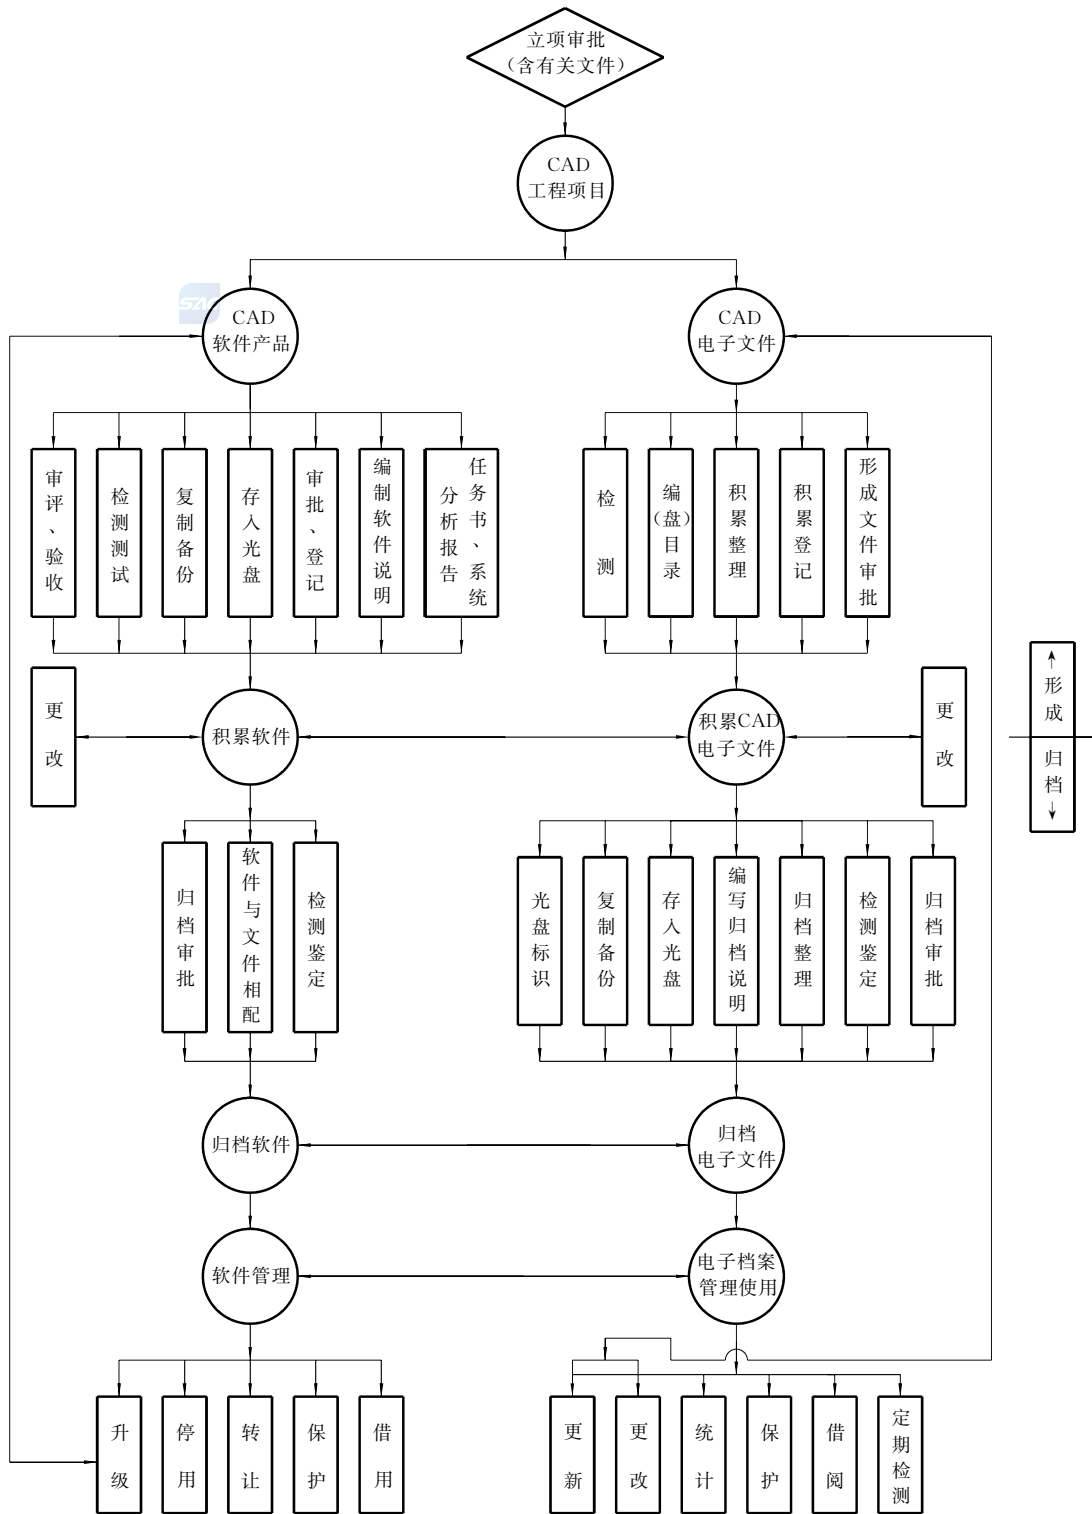 立项审批
（含有关文件）
CAD
工程项目
SAC
CAD
软件产品
CAD
电子文件
审评、验收
检测测试
复制备份
存入光盘
审批、登记
编制软件说明
任务书、系统
分析报告
检测
编（盘）目录
积累整理
积累登记
形成文件审批
更改
积累软件
积累CAD
电子文件
更改
形成
归档
归档审批
软件与文件相配
检测鉴定
光盘标识
复制备份
存入光盘
编写归档说明
归档整理
检测鉴定
归档审批
归档软件
归档
电子文件
软件管理
电子档案
管理使用
升级
停用
转让
保护
借用
更新
更改
统计
保护
借阅
定期检测